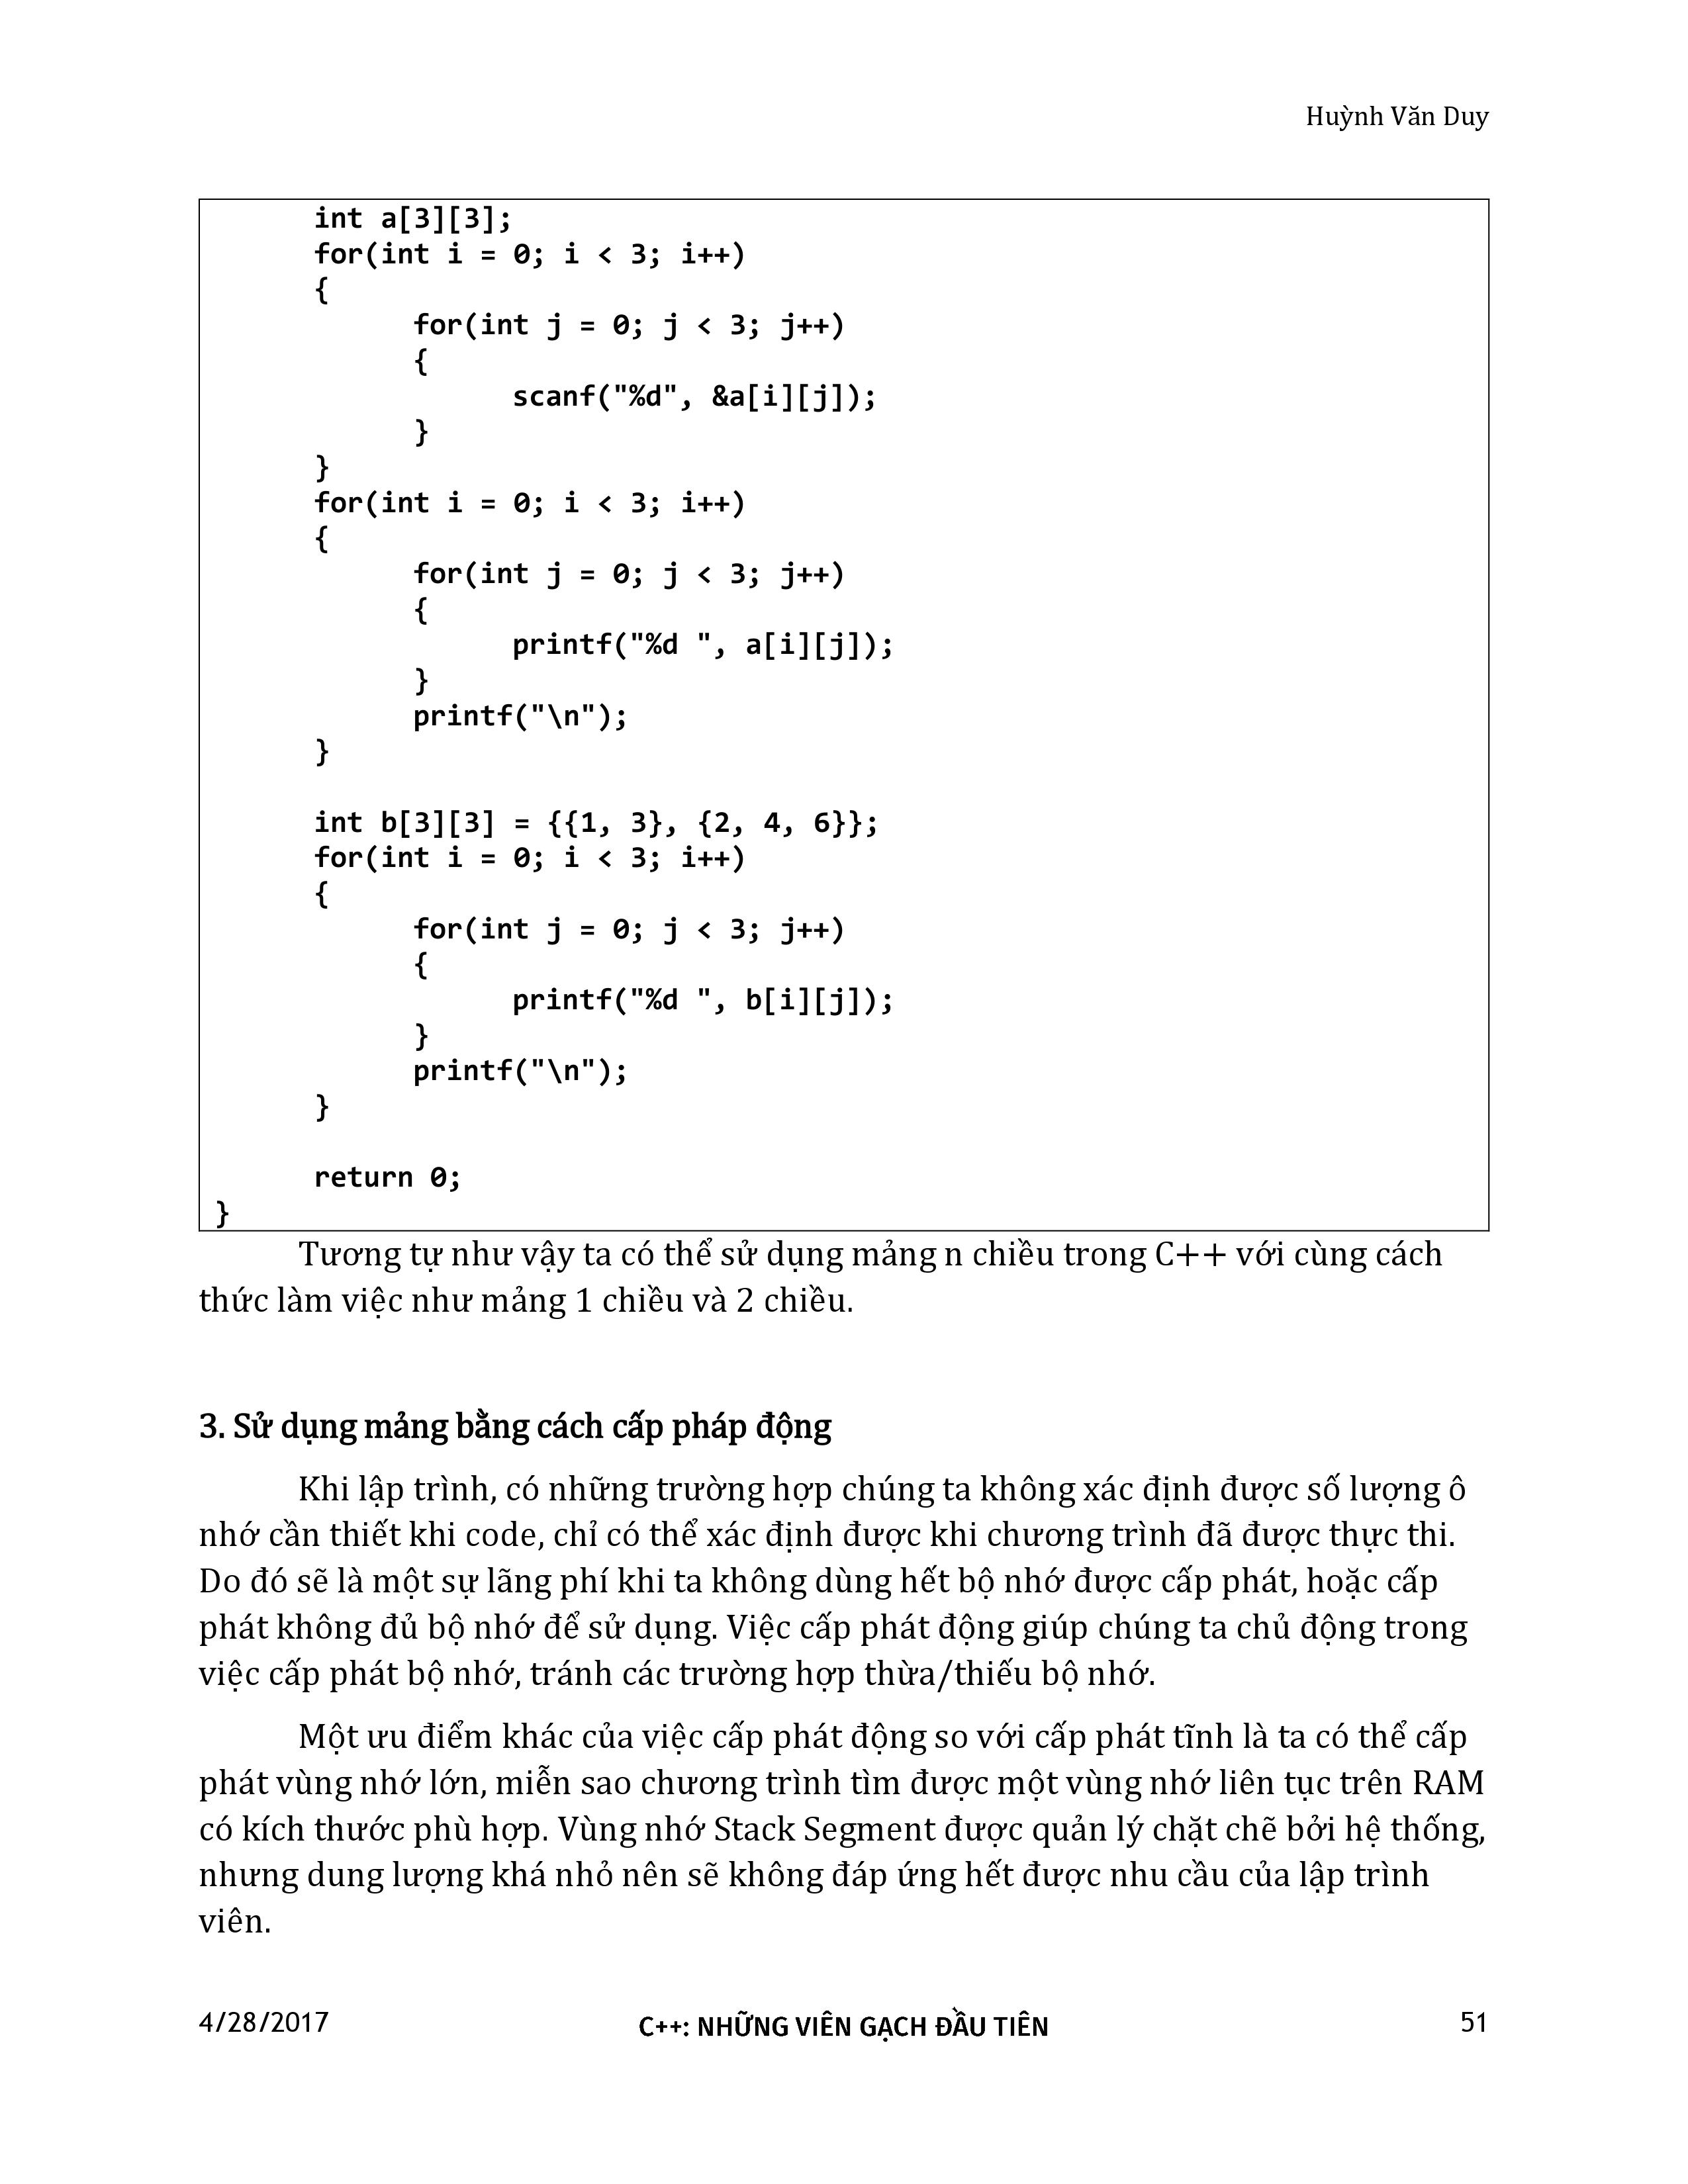 Huỳnh Văn Duy
int a[3][3];
for(int i = 0; i < 3; i++)
{
for(int j = 0; j < 3; j++)
{
scanf("%d", &a[i][j]);
}
}
for(int i = 0; i < 3; i++)
{
for(int j = 0; j < 3; j++)
{
printf("%d ", a[i][j]);
}
printf("\n");
}
int b[3][3] = {{1, 3}, {2, 4, 6}};
for(int i = 0; i < 3; i++)
{
for(int j = 0; j < 3; j++)
{
printf("%d ", b[i][j]);
}
printf("\n");
}
return 0;
}
Tương tự như vậy ta có thể sử dụng mảng n chiều trong C++ với cùng cách
thức làm việc như mảng 1 chiều và 2 chiều.
3. Sử dụng mảng bằng cách cấp pháp động
Khi lập trình, có những trường hợp chúng ta không xác định được số lượng ô
nhớ cần thiết khi code, chỉ có thể xác định được khi chương trình đã được thực thi.
Do đó sẽ là một sự lãng phí khi ta không dùng hết bộ nhớ được cấp phát, hoặc cấp
phát không đủ bộ nhớ để sử dụng. Việc cấp phát động giúp chúng ta chủ động trong
việc cấp phát bộ nhớ, tránh các trường hợp thừa/thiếu bộ nhớ.
Một ưu điểm khác của việc cấp phát động so với cấp phát tĩnh là ta có thể cấp
phát vùng nhớ lớn, miễn sao chương trình tìm được một vùng nhớ liên tục trên RAM
có kích thước phù hợp. Vùng nhớ Stack Segment được quản lý chặt chẽ bởi hệ thống,
nhưng dung lượng khá nhỏ nên sẽ không đáp ứng hết được nhu cầu của lập trình
viên.
4/28/2017 C++: NHỮNG VIÊN GẠCH ĐẦU TIÊN 51